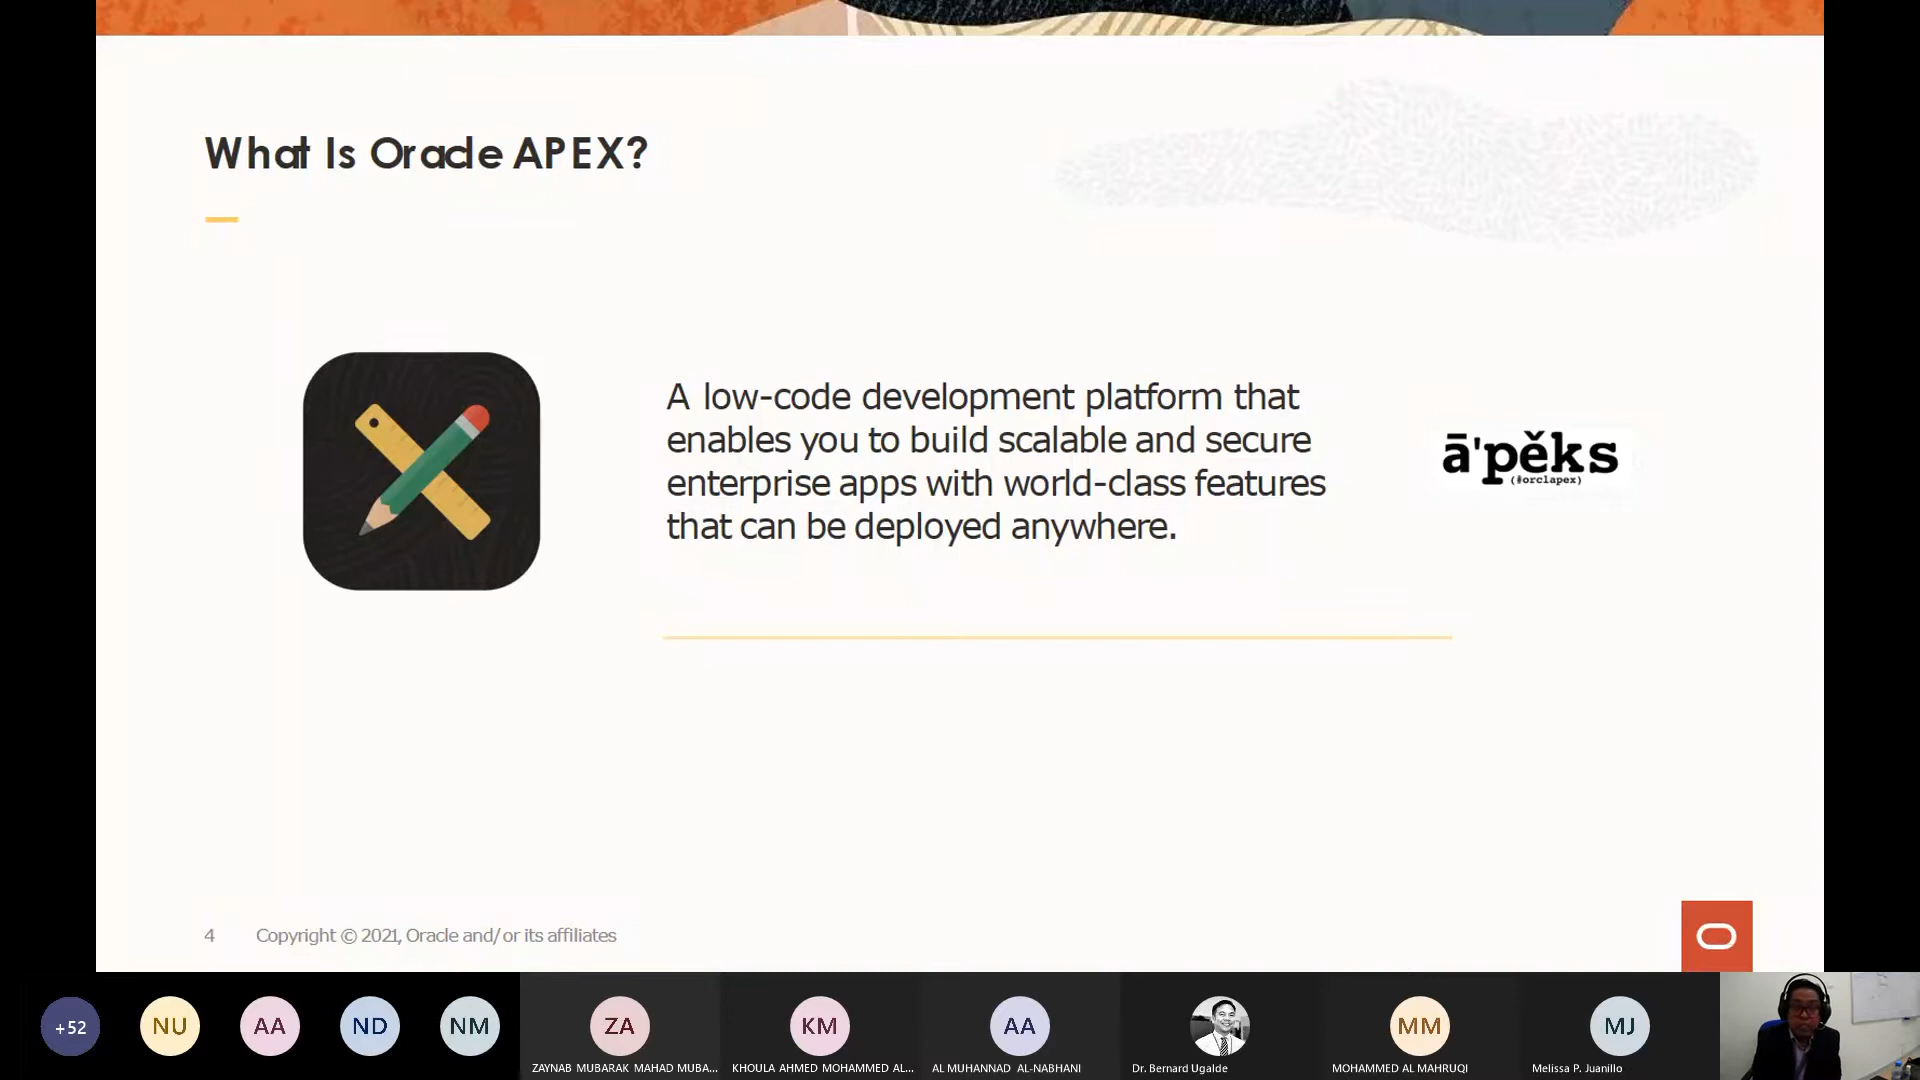 What Is Oracle APEX?
A low-code development platform that
enables you to build scalable and secure
enterprise apps with world-class features
that can be deployed anywhere.
ā'pěks
(#orclapex)
4 Copyright © 2021, Oracle and/or its affiliates
+52
NU
AA
ND
NM
ZA
KM
AA
MM
MJ
ZAYNAB MUBARAK MAHAD MUBA...
KHOULA AHMED MOHAMMED AL...
AL MUHANNAD AL-NABHANI
Dr. Bernard Ugalde
MOHAMMED AL MAHRUQI
Melissa P. Juanillo